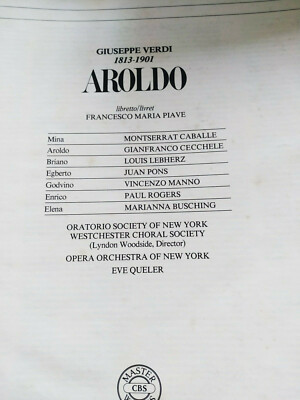 GIUSEPPE VERDI
1813-1901
AROLDO
libretto/livret
FRANCESCO MARIA PIAVE
Mina MONTSERRAT CABALLE
Aroldo GIANFRANCO CECCHELE
Briano LOUIS LEBHERZ
Egberto JUAN PONS
Godvino VINCENZO MANNO
Enrico PAUL ROGERS
Elena MARIANNA BUSCHING
ORATORIO SOCIETY OF NEW YORK
WESTCHESTER CHORAL SOCIETY
(Lyndon Woodside, Director)
OPERA ORCHESTRA OF NEW YORK
EVE QUELER
MASTER
CBS